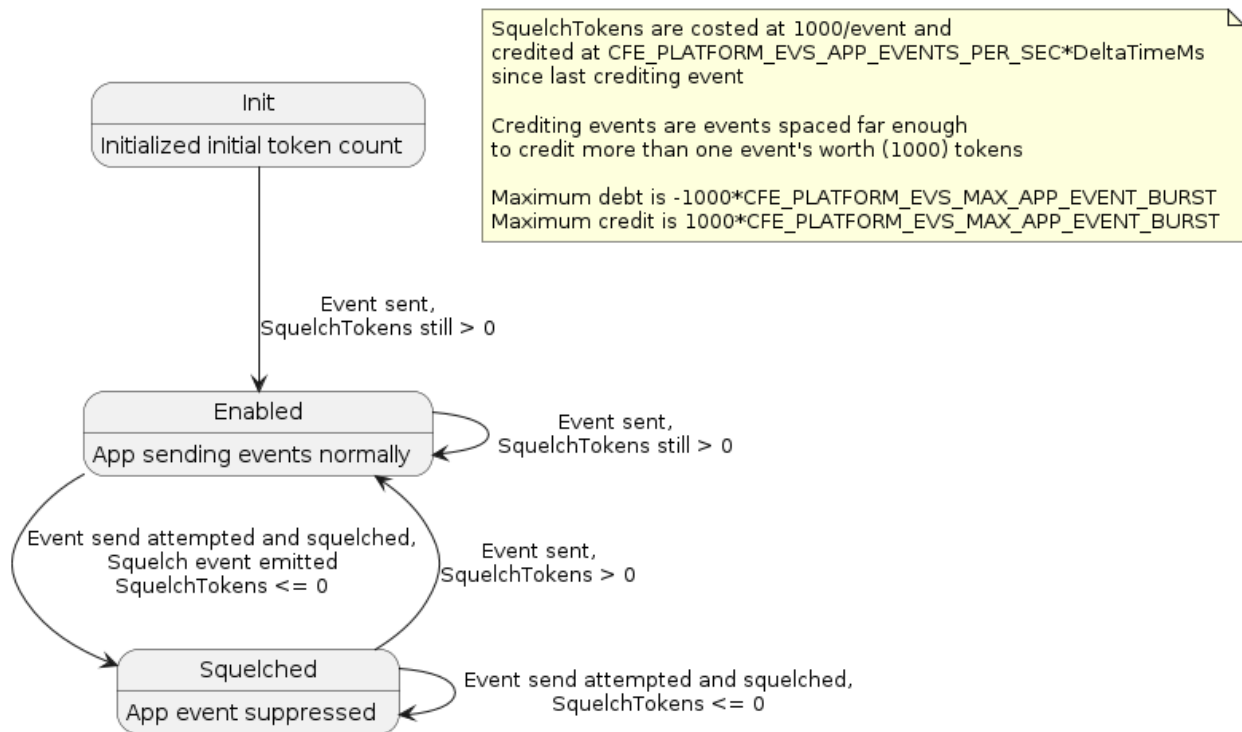 SquelchTokens are costed at 1000/event and
credited at CFE_PLATFORM_EVS_APP_EVENTS_PER_SEC*DeltaTimeMs
since last crediting event
Crediting events are events spaced far enough
to credit more than one event's worth (1000) tokens
Maximum debt is -1000*CFE_PLATFORM_EVS_MAX_APP_EVENT_BURST
Maximum credit is 1000*CFE_PLATFORM_EVS_MAX_APP_EVENT_BURST
Init
Initialized initial token count
Event sent,
SquelchTokens still > 0
Enabled
App sending events normally
Event sent,
SquelchTokens still > 0
Event send attempted and squelched,
Squelch event emitted
SquelchTokens <= 0
Event sent,
SquelchTokens > 0
Squelched
App event suppressed
Event send attempted and squelched,
SquelchTokens <= 0